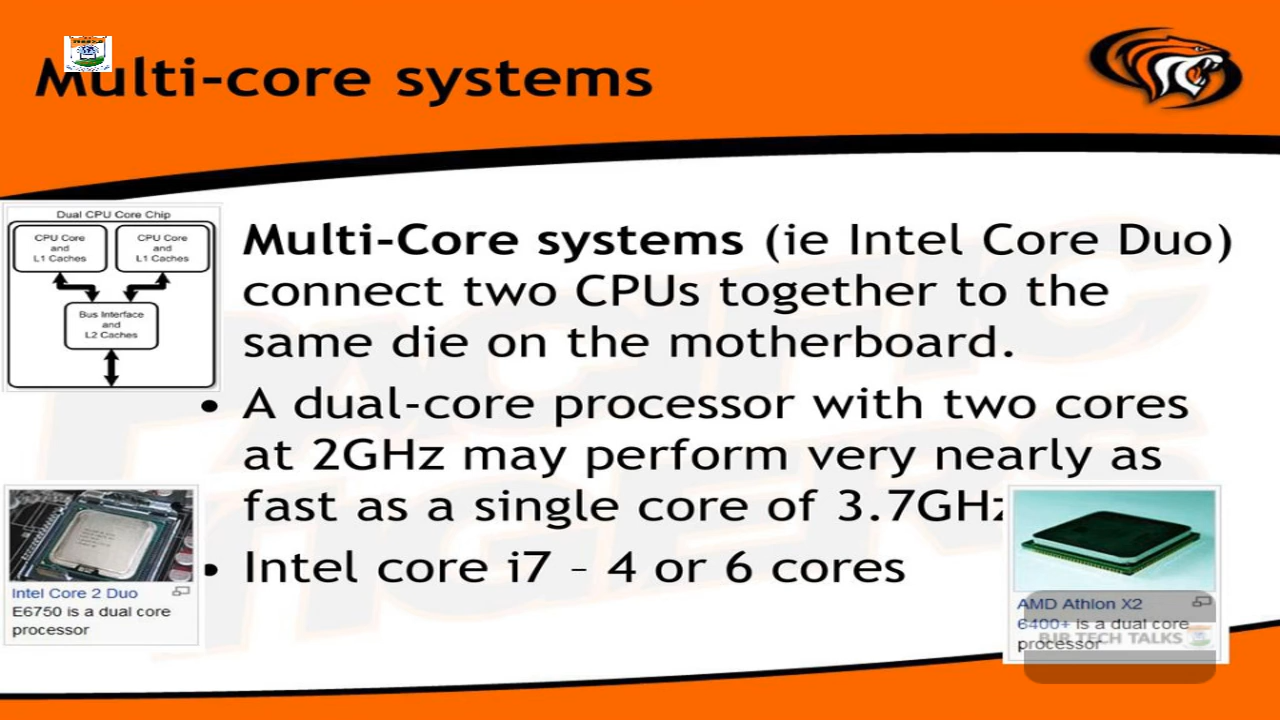 Multi-core systems
Dual CPU Core Chip
CPU Core
and
L1 Caches
CPU Core
and
L1 Caches
Bus Interface
and
L2 Caches
Multi-Core systems (ie Intel Core Duo)
connect two CPUs together to the
same die on the motherboard.
• A dual-core processor with two cores
at 2GHz may perform very nearly as
fast as a single core of 3.7GHz
• Intel core i7 – 4 or 6 cores
Intel Core 2 Duo
E6750 is a dual core
processor
AMD Athlon X2
6400+ is a dual core
processor
BJB TECH TALKS
PACIFIC
TIGERS